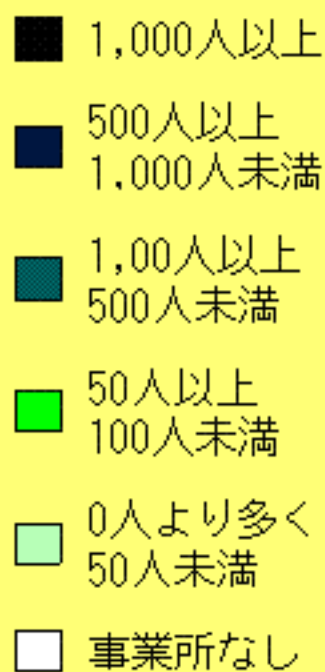 1,000人以上
500人以上
1,000人未満
1,00人以上
500人未満
50人以上
100人未満
0人より多く
50人未満
事業所なし